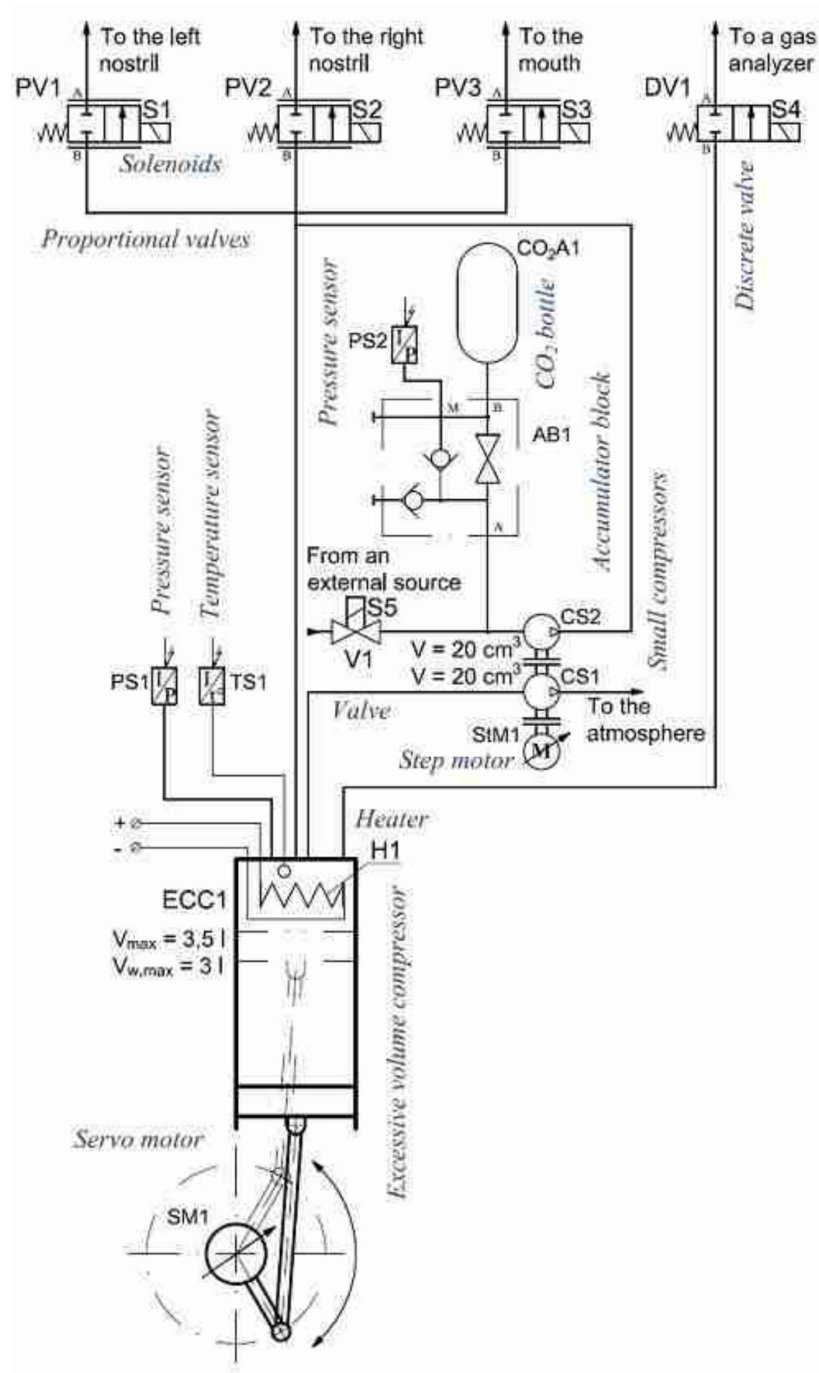 To the left
nostril
To the right
nostril
To the
mouth
To a gas
analyzer
PV1
A
S1
B
PV2
A
S2
B
PV3
A
S3
B
DV1
A
S4
B
Solenoids
Proportional valves
Discrete valve
CO₂A1
CO₂ bottle
Pressure sensor
PS2
I
P
M
B
AB1
A
Accumulator block
Pressure sensor
Temperature sensor
From an
external source
S5
V1
CS2
V = 20 cm³
V = 20 cm³
CS1
Small compressors
PS1
I
P
I
t°
TS1
Valve
To the
atmosphere
StM1
M
Step motor
+
-
Heater
H1
ECC1
Vmax = 3,5 l
Vw,max = 3 l
Excessive volume compressor
Servo motor
SM1